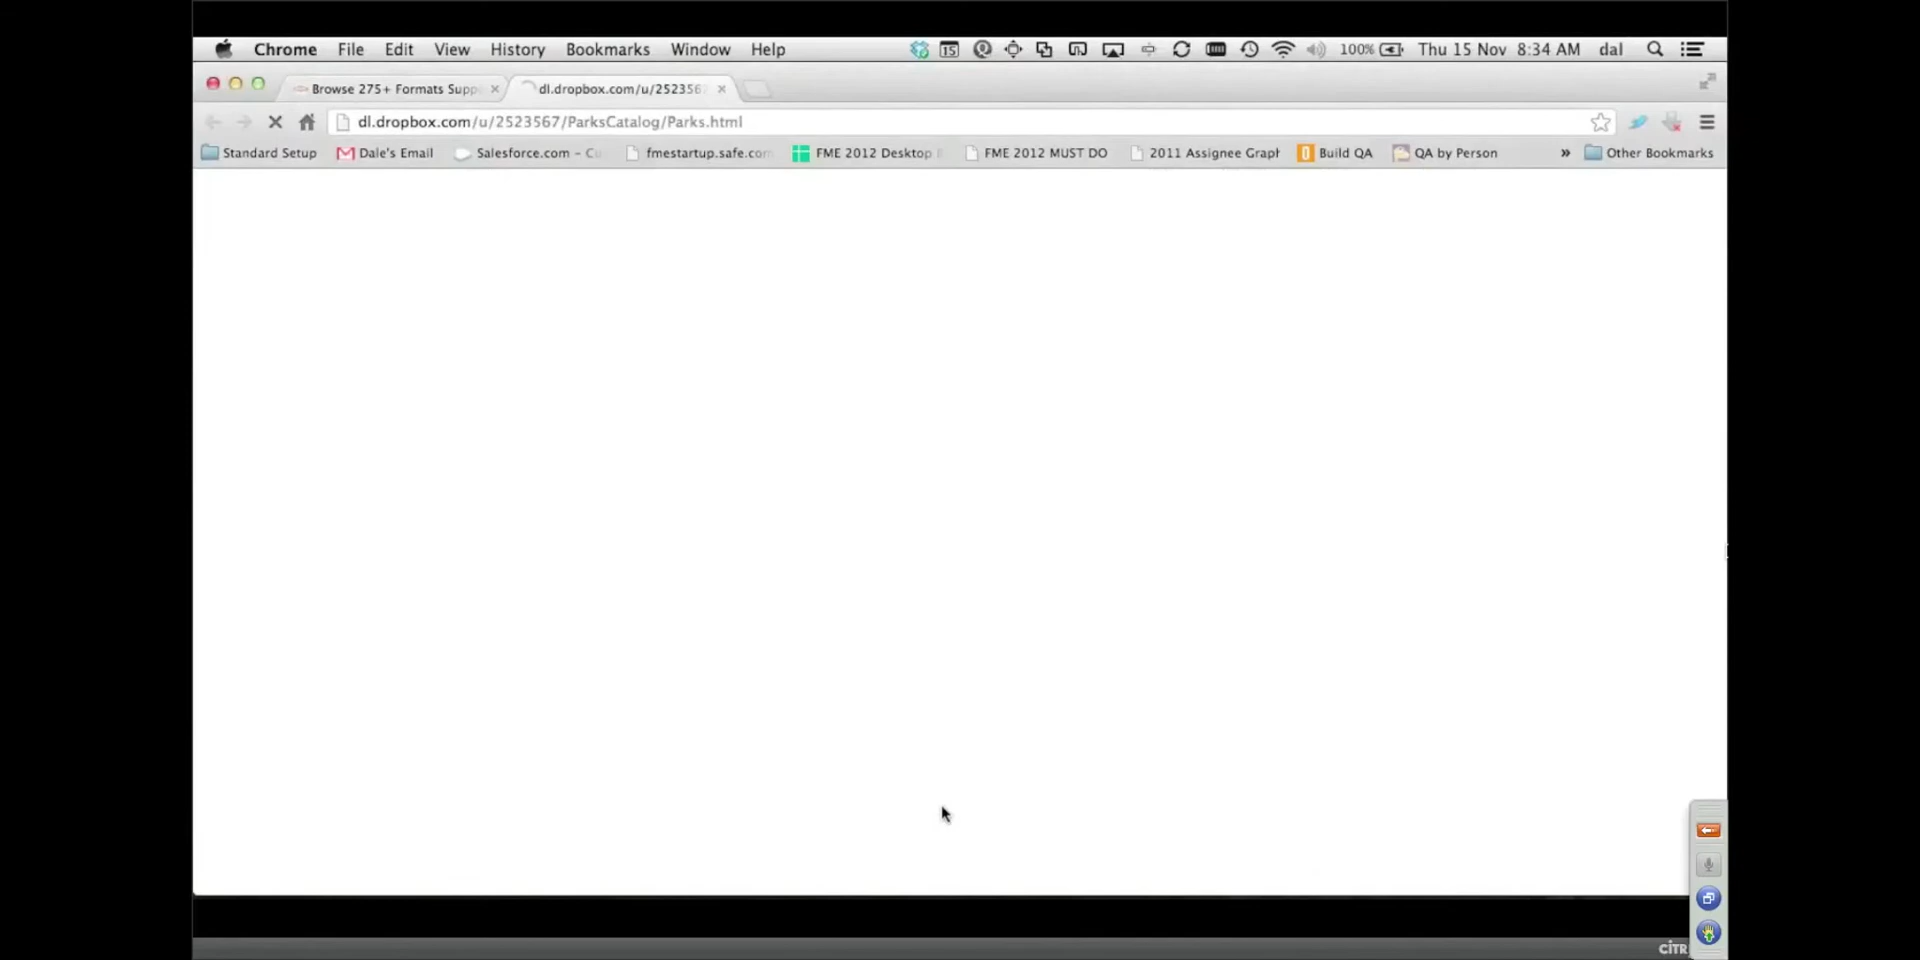 Chrome File Edit View History Bookmarks Window Help 15 100% Thu 15 Nov 8:34 AM dal
Browse 275+ Formats Supp dl.dropbox.com/u/252356
dl.dropbox.com/u/2523567/ParksCatalog/Parks.html
Standard Setup Dale's Email Salesforce.com – Cu fmestartup.safe.com FME 2012 Desktop FME 2012 MUST DO 2011 Assignee Graph Build QA QA by Person » Other Bookmarks
CITR